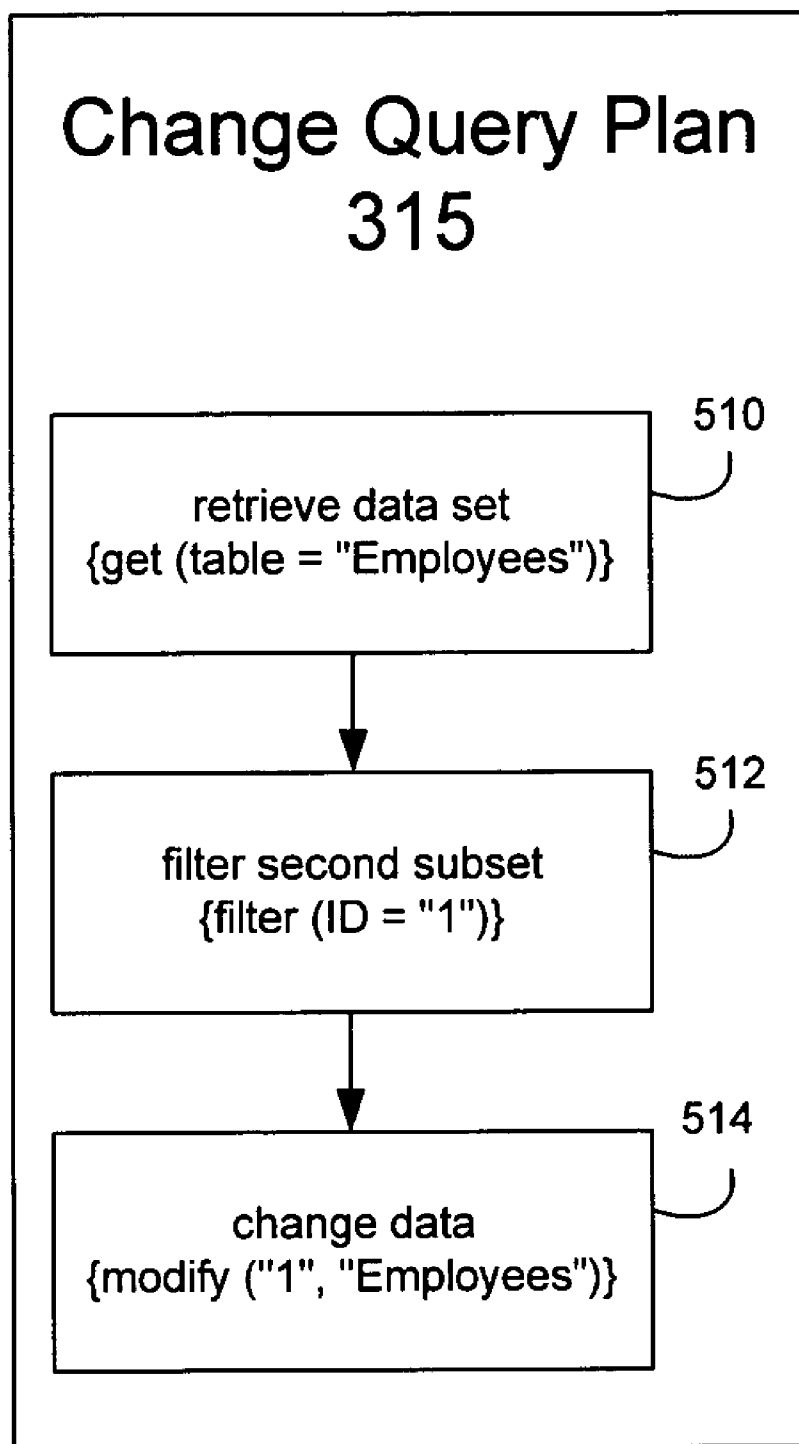 Change Query Plan
315
510
retrieve data set
{get (table = "Employees")}
512
filter second subset
{filter (ID = "1")}
514
change data
{modify ("1", "Employees")}